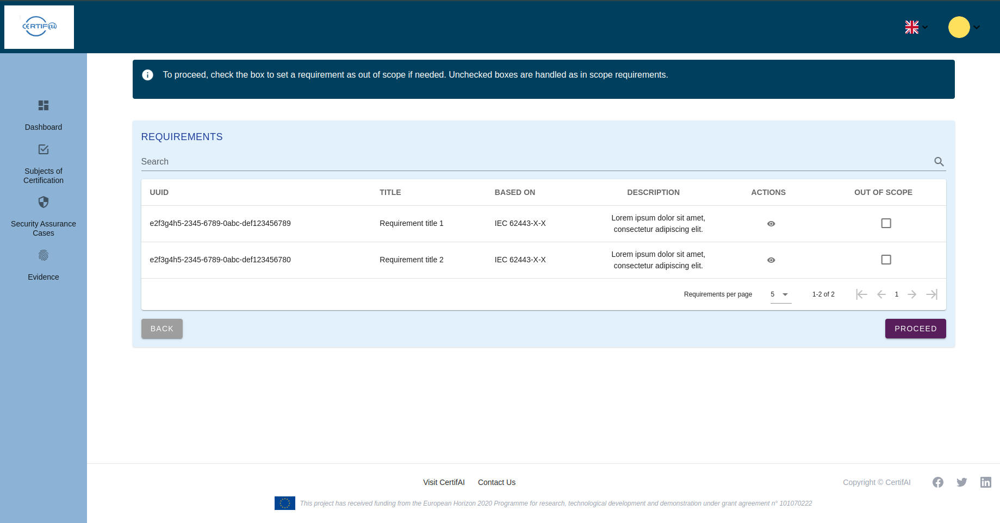 CERTIF@i
To proceed, check the box to set a requirement as out of scope if needed. Unchecked boxes are handled as in scope requirements.
Dashboard
Subjects of
Certification
Security Assurance
Cases
Evidence
REQUIREMENTS
Search
UUID TITLE BASED ON DESCRIPTION ACTIONS OUT OF SCOPE
e2f3g4h5-2345-6789-0abc-def123456789 Requirement title 1 IEC 62443-X-X Lorem ipsum dolor sit amet,
consectetur adipiscing elit.
e2f3g4h5-2345-6789-0abc-def123456780 Requirement title 2 IEC 62443-X-X Lorem ipsum dolor sit amet,
consectetur adipiscing elit.
Requirements per page 5 1-2 of 2 1
BACK PROCEED
Visit CertifAI Contact Us Copyright © CertifAI
This project has received funding from the European Horizon 2020 Programme for research, technological development and demonstration under grant agreement n° 101070222